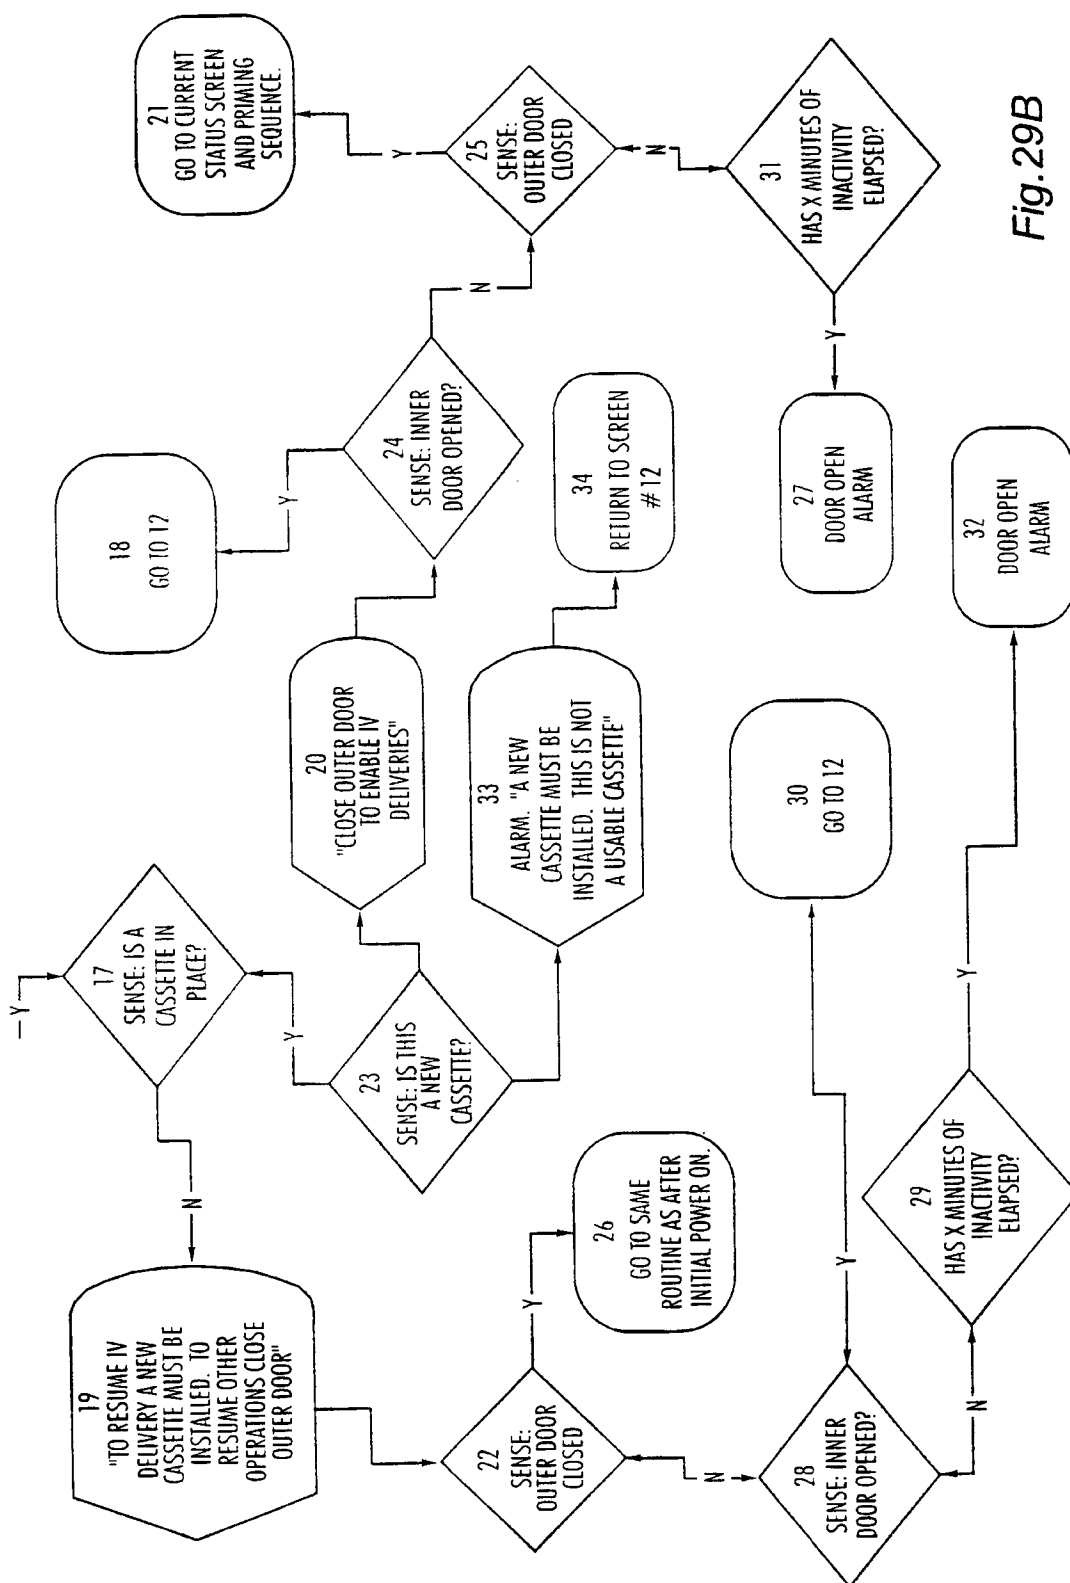 – Y
17
SENSE: IS A
CASSETTE IN
PLACE?
N
Y
19
"TO RESUME IV
DELIVERY A NEW
CASSETTE MUST BE
INSTALLED. TO
RESUME OTHER
OPERATIONS CLOSE
OUTER DOOR"
23
SENSE: IS THIS
A NEW
CASSETTE?
20
"CLOSE OUTER DOOR
TO ENABLE IV
DELIVERIES"
18
GO TO 12
Y
24
SENSE: INNER
DOOR OPENED?
N
21
GO TO CURRENT
STATUS SCREEN
AND PRIMING
SEQUENCE.
Y
25
SENSE:
OUTER DOOR
CLOSED
N
33
ALARM. "A NEW
CASSETTE MUST BE
INSTALLED. THIS IS NOT
A USABLE CASSETTE"
34
RETURN TO SCREEN
# 12
22
SENSE:
OUTER DOOR
CLOSED
Y
26
GO TO SAME
ROUTINE AS AFTER
INITIAL POWER ON.
N
28
SENSE: INNER
DOOR OPENED?
Y
30
GO TO 12
N
29
HAS X MINUTES OF
INACTIVITY
ELAPSED?
Y
32
DOOR OPEN
ALARM
31
HAS X MINUTES OF
INACTIVITY
ELAPSED?
Y
27
DOOR OPEN
ALARM
Fig.29B